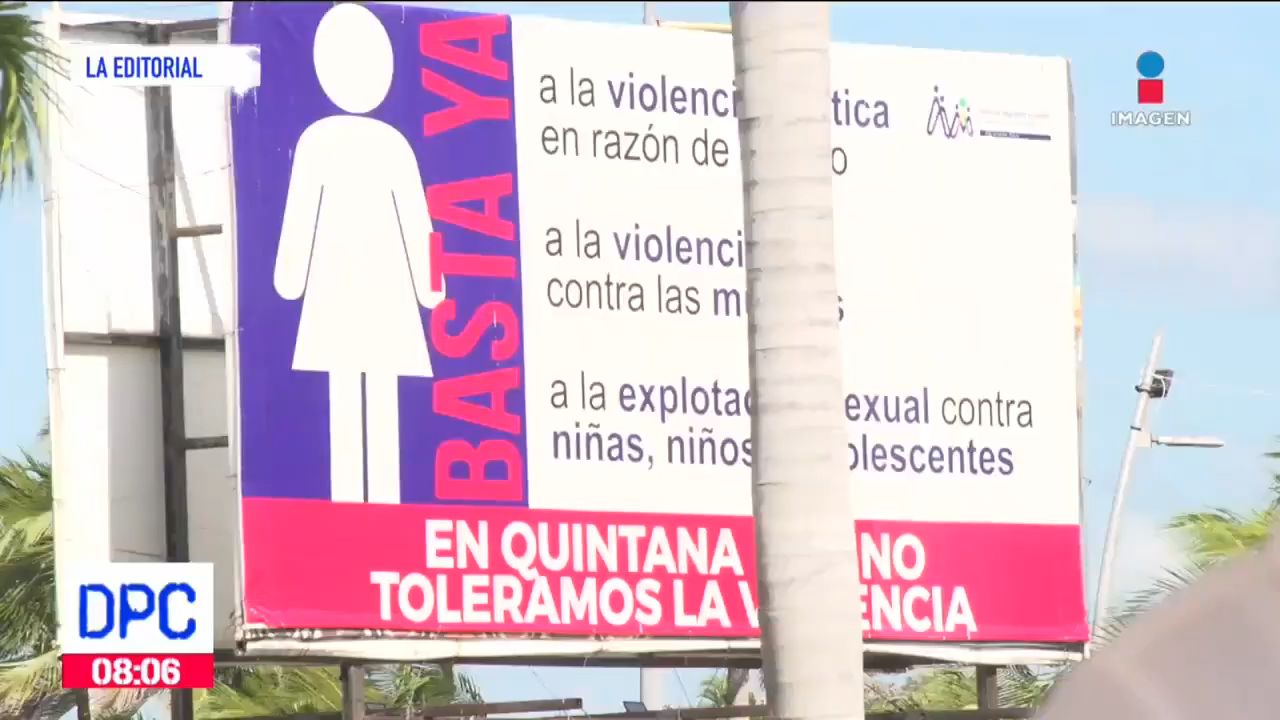 LA EDITORIAL
IMAGEN
BASTA YA
a la violenci tica
en razón de o
a la violenci
contra las m s
a la explotac exual contra
niñas, niños olescentes
EN QUINTANA NO
TOLERAMOS LA V ENCIA
DPC
08:06